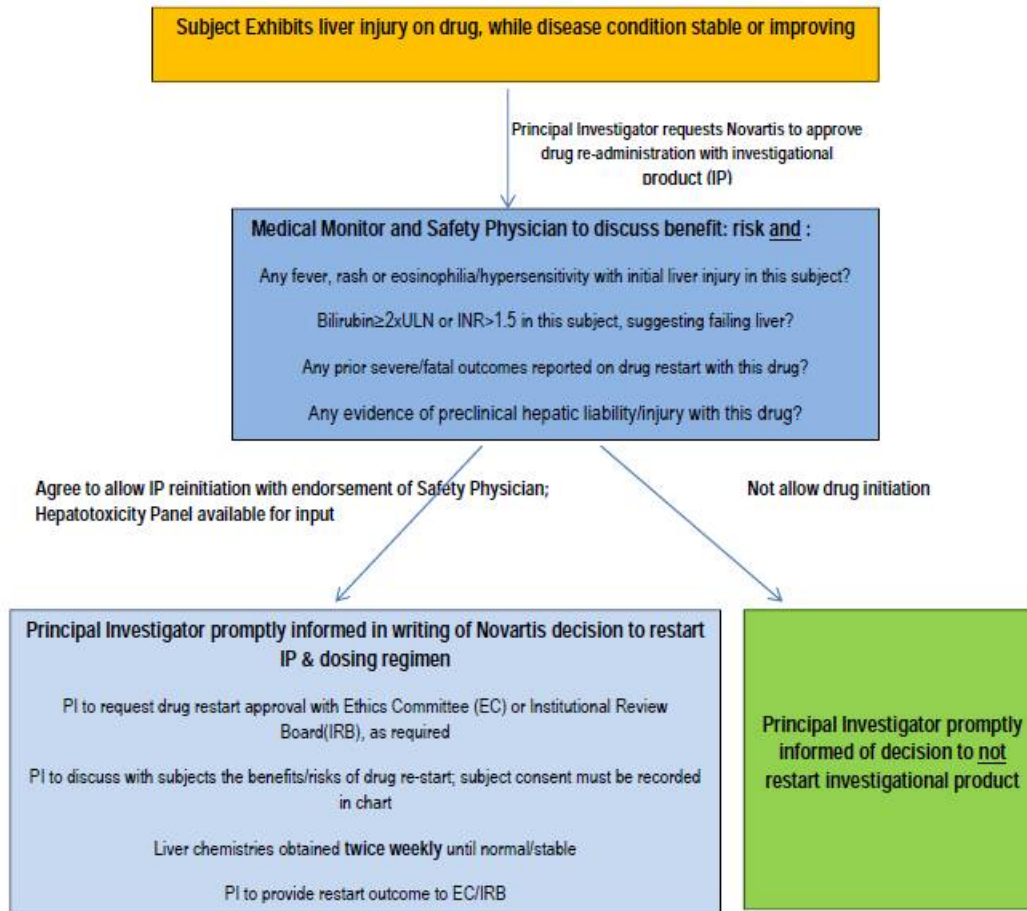 Subject Exhibits liver injury on drug, while disease condition stable or improving
Principal Investigator requests Novartis to approve
drug re-administration with investigational
product (IP)
Medical Monitor and Safety Physician to discuss benefit: risk and :
Any fever, rash or eosinophilia/hypersensitivity with initial liver injury in this subject?
Bilirubin≥2xULN or INR>1.5 in this subject, suggesting failing liver?
Any prior severe/fatal outcomes reported on drug restart with this drug?
Any evidence of preclinical hepatic liability/injury with this drug?
Agree to allow IP reinitiation with endorsement of Safety Physician;
Hepatotoxicity Panel available for input
Not allow drug initiation
Principal Investigator promptly informed in writing of Novartis decision to restart
IP & dosing regimen
PI to request drug restart approval with Ethics Committee (EC) or Institutional Review
Board(IRB), as required
PI to discuss with subjects the benefits/risks of drug re-start; subject consent must be recorded
in chart
Liver chemistries obtained twice weekly until normal/stable
PI to provide restart outcome to EC/IRB
Principal Investigator promptly
informed of decision to not
restart investigational product